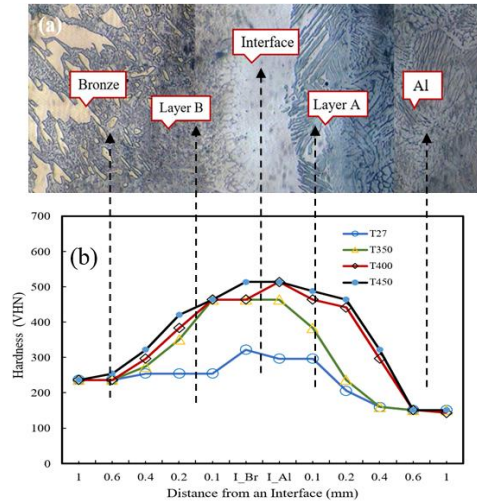 (a)
Interface
Bronze
Layer B
Layer A
Al
(b)
T27
T350
T400
T450
700
600
500
400
300
200
100
0
Hardness (VHN)
1 0.6 0.4 0.2 0.1 I_Br I_Al 0.1 0.2 0.4 0.6 1
Distance from an Interface (mm)